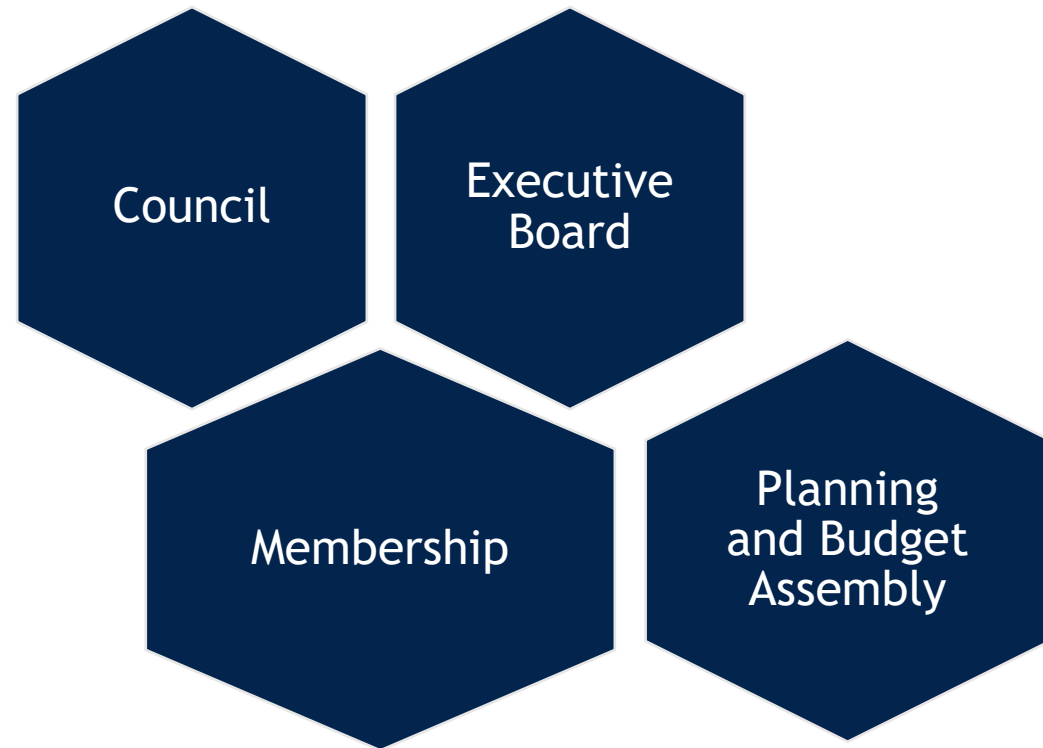 Council
Executive
Board
Membership
Planning
and Budget
Assembly